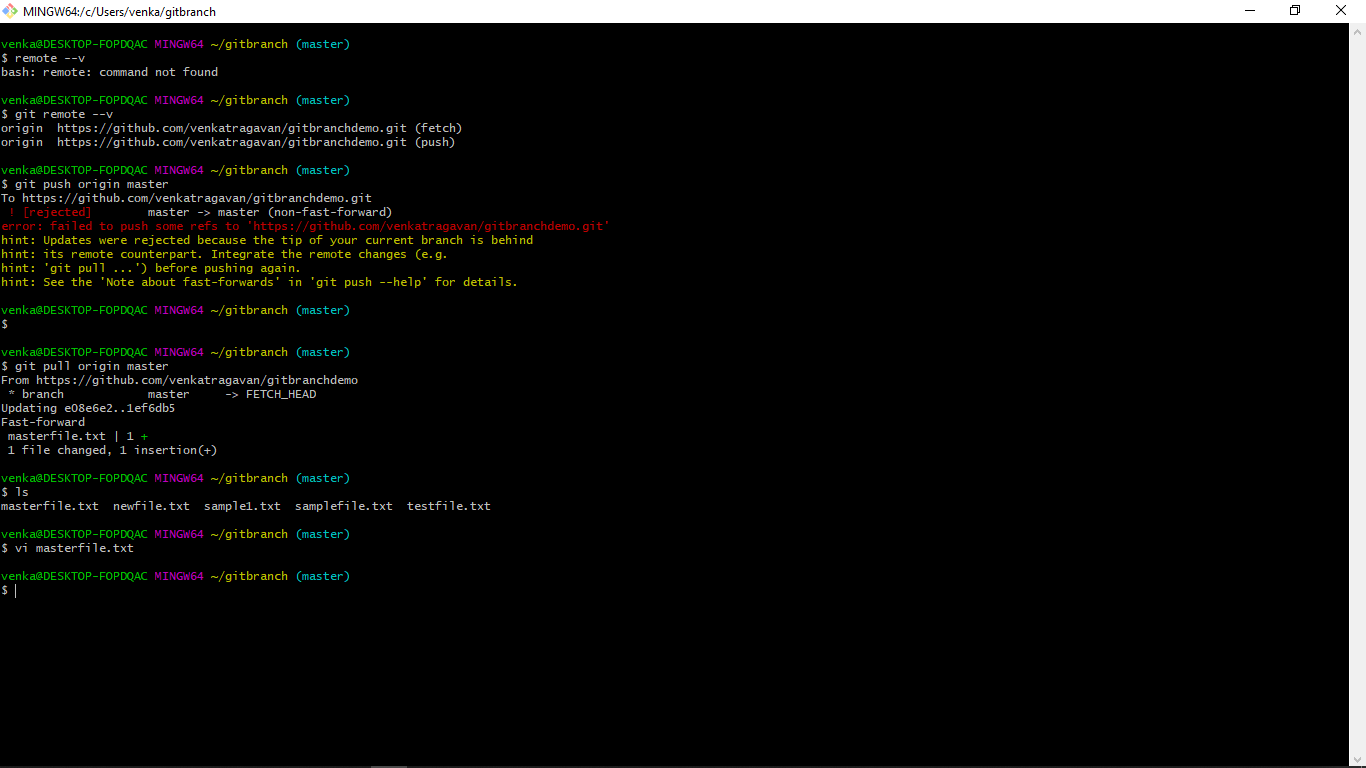 MINGW64:/c/Users/venka/gitbranch
venka@DESKTOP-FOPDQAC MINGW64 ~/gitbranch (master)
$ remote --v
bash: remote: command not found
venka@DESKTOP-FOPDQAC MINGW64 ~/gitbranch (master)
$ git remote --v
origin  https://github.com/venkatragavan/gitbranchdemo.git (fetch)
origin  https://github.com/venkatragavan/gitbranchdemo.git (push)
venka@DESKTOP-FOPDQAC MINGW64 ~/gitbranch (master)
$ git push origin master
To https://github.com/venkatragavan/gitbranchdemo.git
 ! [rejected]        master -> master (non-fast-forward)
error: failed to push some refs to 'https://github.com/venkatragavan/gitbranchdemo.git'
hint: Updates were rejected because the tip of your current branch is behind
hint: its remote counterpart. Integrate the remote changes (e.g.
hint: 'git pull ...') before pushing again.
hint: See the 'Note about fast-forwards' in 'git push --help' for details.
venka@DESKTOP-FOPDQAC MINGW64 ~/gitbranch (master)
$
venka@DESKTOP-FOPDQAC MINGW64 ~/gitbranch (master)
$ git pull origin master
From https://github.com/venkatragavan/gitbranchdemo
 * branch            master     -> FETCH_HEAD
Updating e08e6e2..1ef6db5
Fast-forward
 masterfile.txt | 1 +
 1 file changed, 1 insertion(+)
venka@DESKTOP-FOPDQAC MINGW64 ~/gitbranch (master)
$ ls
masterfile.txt  newfile.txt  sample1.txt  samplefile.txt  testfile.txt
venka@DESKTOP-FOPDQAC MINGW64 ~/gitbranch (master)
$ vi masterfile.txt
venka@DESKTOP-FOPDQAC MINGW64 ~/gitbranch (master)
$